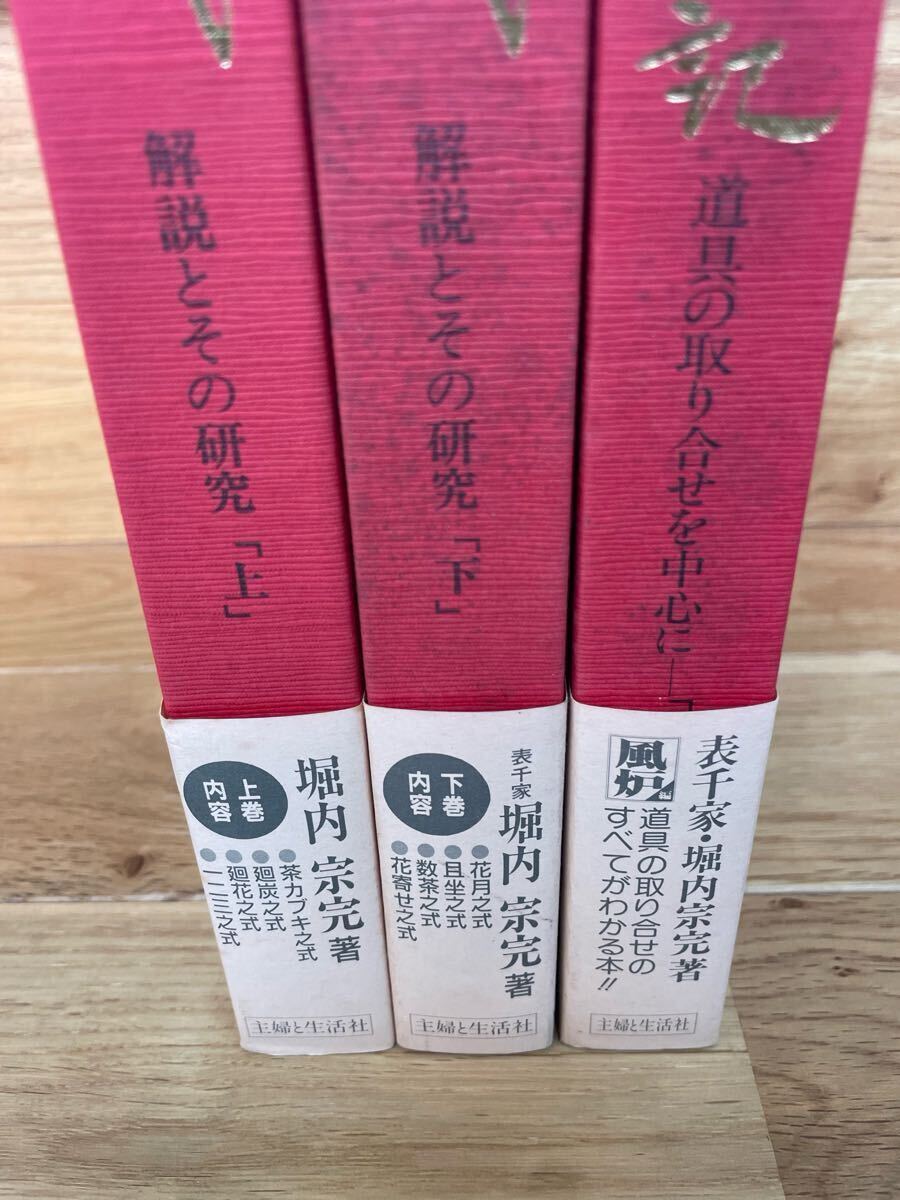 解説とその研究「上」
堀内 宗完著
上巻
内容
茶カブキ之式
廻炭之式
廻花之式
一二三之式
主婦と生活社
解説とその研究「下」
表千家 堀内 宗完著
下巻
内容
花月之式
且坐之式
数茶之式
花寄せ之式
主婦と生活社
記
道具の取り合せを中心に―「
表千家・堀内宗完著
風炉編
道具の取り合せの
すべてがわかる本!!
主婦と生活社